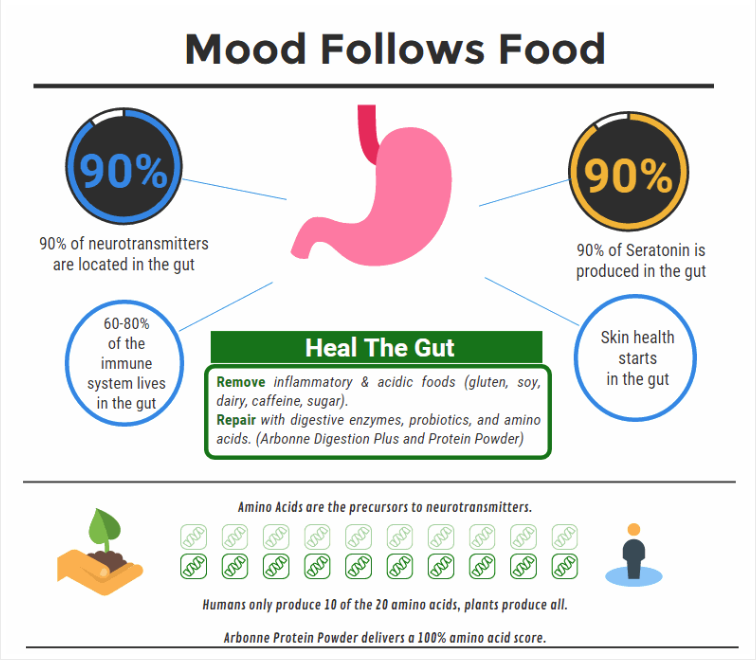 Mood Follows Food
90%
90% of neurotransmitters
are located in the gut
90%
90% of Seratonin is
produced in the gut
60-80%
of the
immune
system lives
in the gut
Skin health
starts
in the gut
Heal The Gut
Remove inflammatory & acidic foods (gluten, soy,
dairy, caffeine, sugar).
Repair with digestive enzymes, probiotics, and amino
acids. (Arbonne Digestion Plus and Protein Powder)
Amino Acids are the precursors to neurotransmitters.
Humans only produce 10 of the 20 amino acids, plants produce all.
Arbonne Protein Powder delivers a 100% amino acid score.